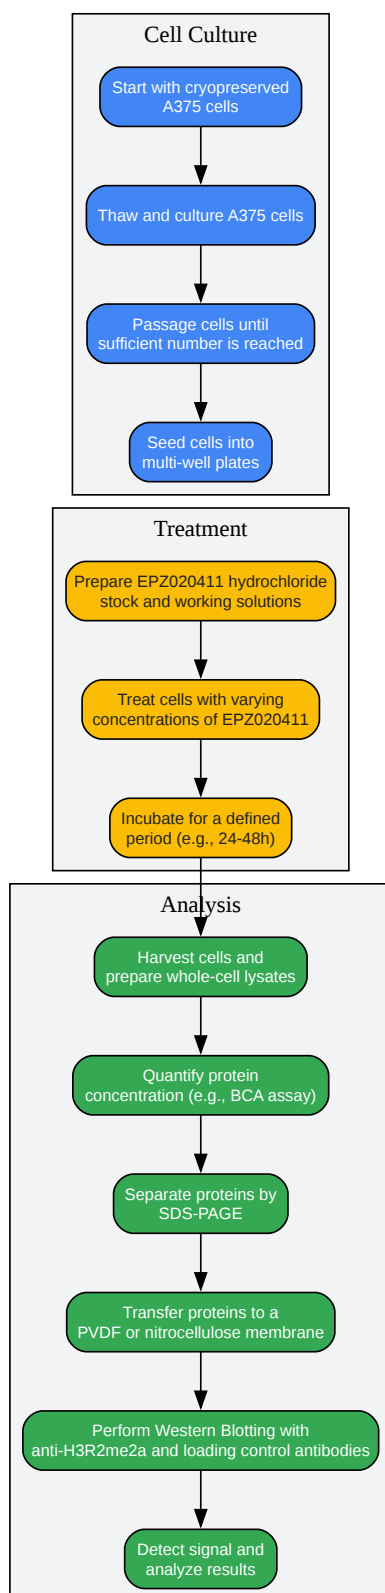 Cell Culture
Start with cryopreserved
A375 cells
Thaw and culture A375 cells
Passage cells until
sufficient number is reached
Seed cells into
multi-well plates
Treatment
Prepare EPZ020411 hydrochloride
stock and working solutions
Treat cells with varying
concentrations of EPZ020411
Incubate for a defined
period (e.g., 24-48h)
Analysis
Harvest cells and
prepare whole-cell lysates
Quantify protein
concentration (e.g., BCA assay)
Separate proteins by
SDS-PAGE
Transfer proteins to a
PVDF or nitrocellulose membrane
Perform Western Blotting with
anti-H3R2me2a and loading control antibodies
Detect signal and
analyze results